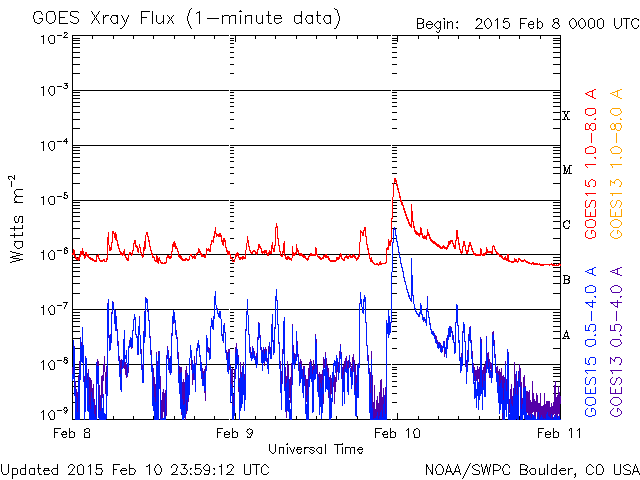 GOES Xray Flux (1-minute data)
Begin: 2015 Feb 8 0000 UTC
10-2
10-3
10-4
10-5
10-6
10-7
10-8
10-9
Watts m-2
X
M
C
B
A
GOES15 1.0-8.0 A
GOES13 1.0-8.0 A
GOES15 0.5-4.0 A
GOES13 0.5-4.0 A
Feb 8
Feb 9
Feb 10
Feb 11
Universal Time
Updated 2015 Feb 10 23:59:12 UTC
NOAA/SWPC Boulder, CO USA